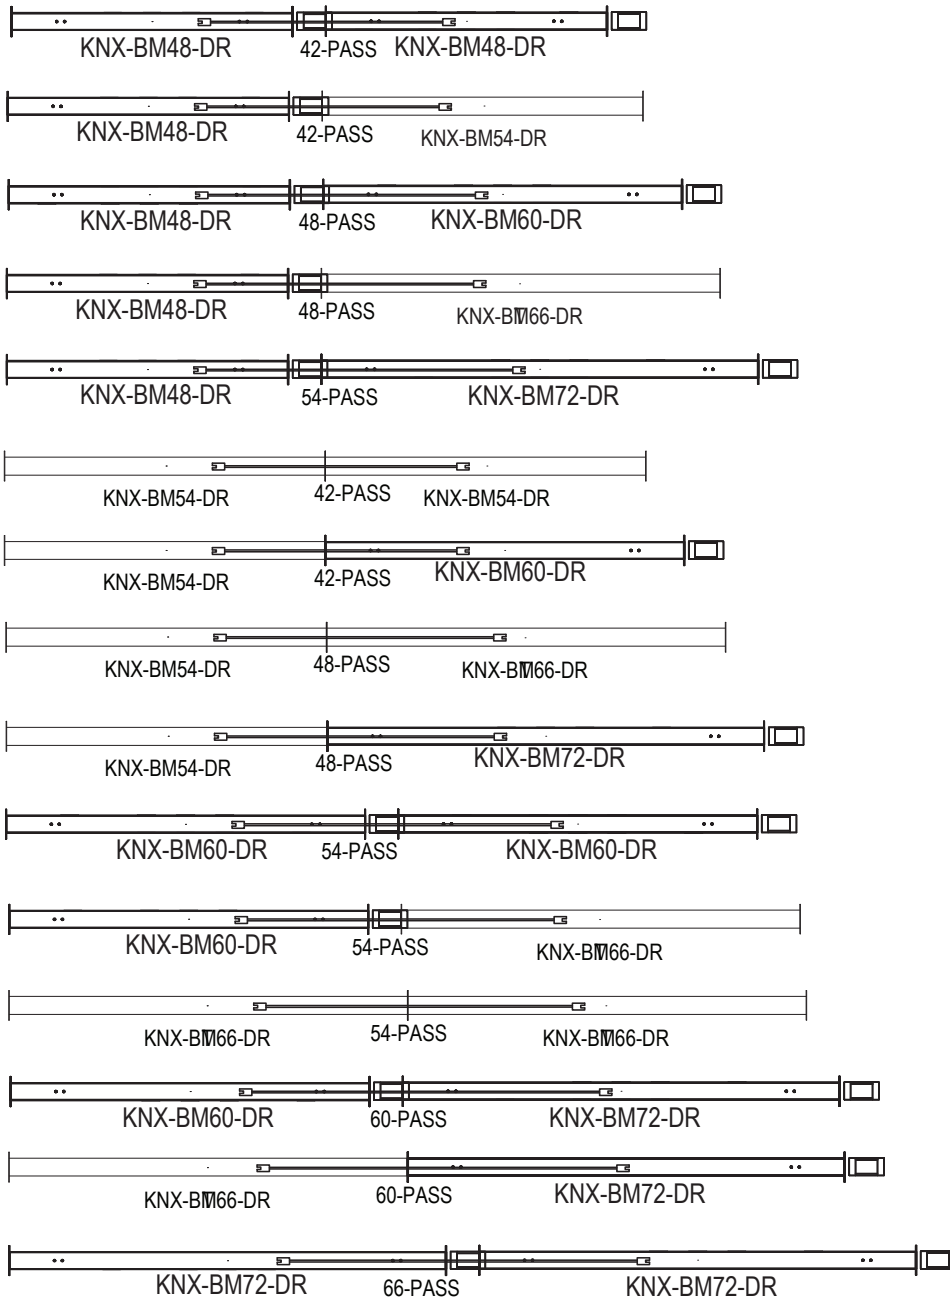 KNX-BM48-DR 42-PASS KNX-BM48-DR
KNX-BM48-DR 42-PASS KNX-BM54-DR
KNX-BM48-DR 48-PASS KNX-BM60-DR
KNX-BM48-DR 48-PASS KNX-BM66-DR
KNX-BM48-DR 54-PASS KNX-BM72-DR
KNX-BM54-DR 42-PASS KNX-BM54-DR
KNX-BM54-DR 42-PASS KNX-BM60-DR
KNX-BM54-DR 48-PASS KNX-BM66-DR
KNX-BM54-DR 48-PASS KNX-BM72-DR
KNX-BM60-DR 54-PASS KNX-BM60-DR
KNX-BM60-DR 54-PASS KNX-BM66-DR
KNX-BM66-DR 54-PASS KNX-BM66-DR
KNX-BM60-DR 60-PASS KNX-BM72-DR
KNX-BM66-DR 60-PASS KNX-BM72-DR
KNX-BM72-DR 66-PASS KNX-BM72-DR